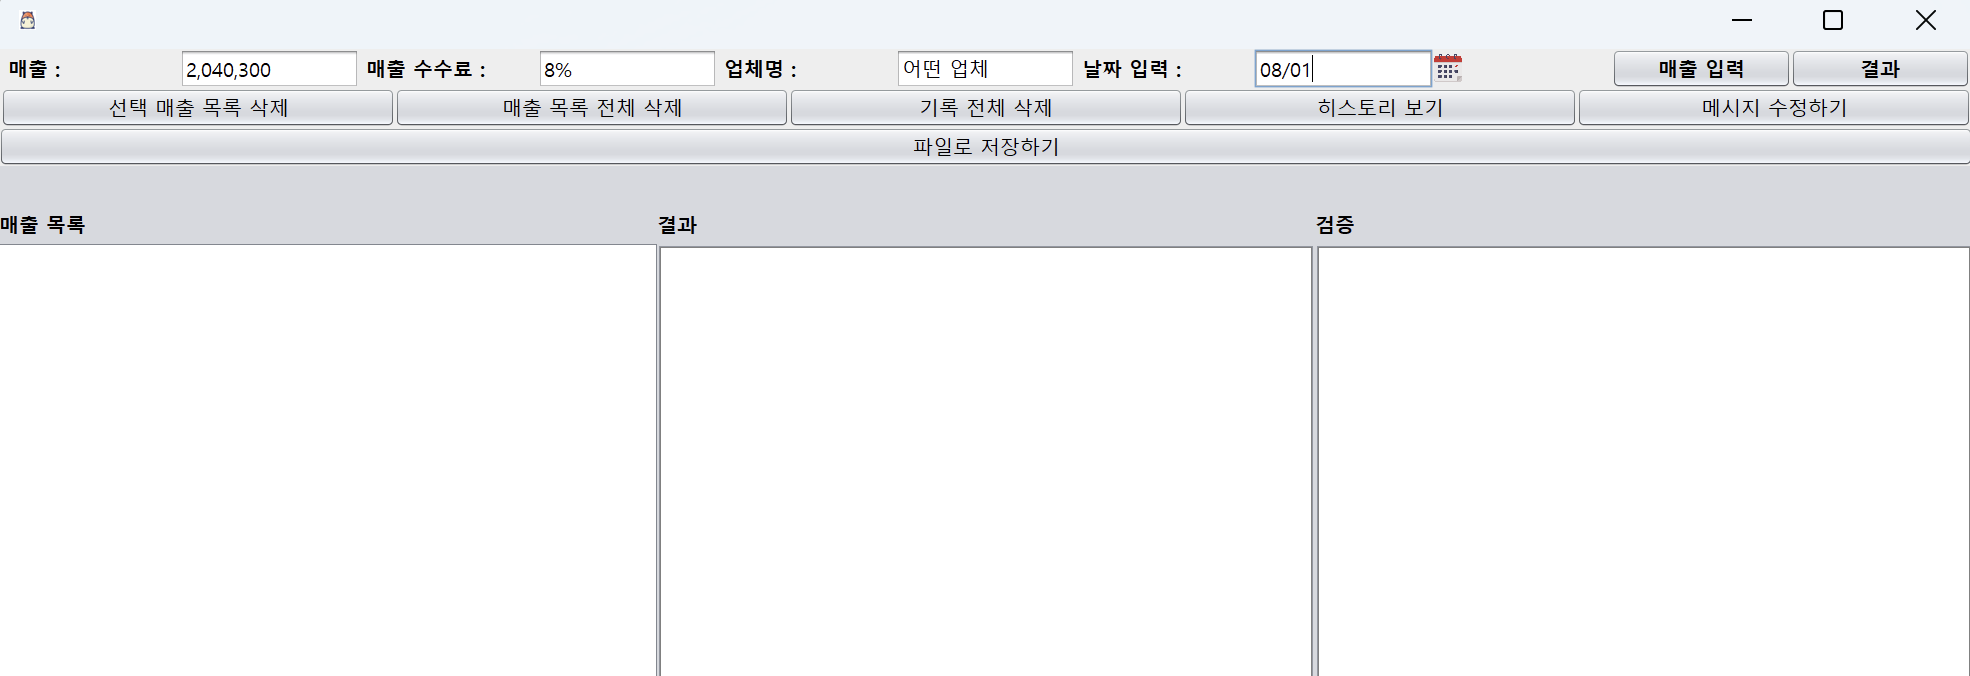 매출 : 2,040,300 매출 수수료 : 8% 업체명 : 어떤 업체 날짜 입력 : 08/01 매출 입력 결과
선택 매출 목록 삭제 매출 목록 전체 삭제 기록 전체 삭제 히스토리 보기 메시지 수정하기
파일로 저장하기
매출 목록 결과 검증